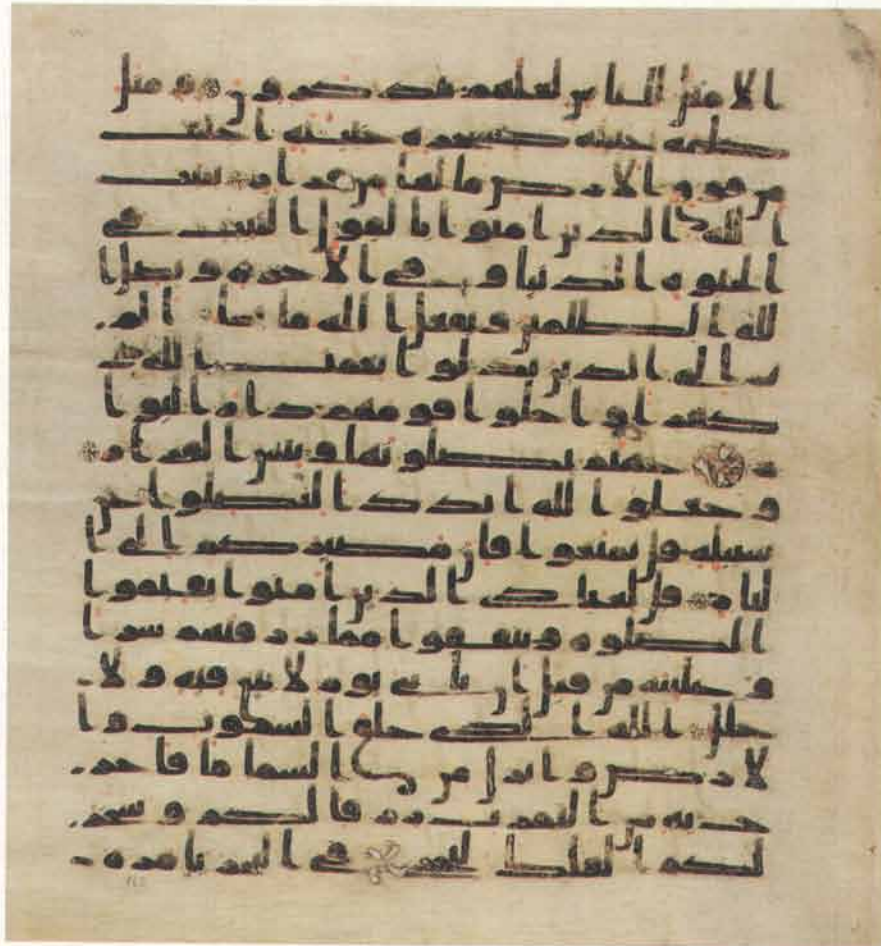 الامثل للناس لعلهم يتذكرون ومثل
كلمة خبيثة كشجرة خبيثة اجتثت
من فوق الارض ما لها من قرار يثبت
الله الذين امنوا بالقول الثبت في
الحيوة الدنيا وفي الاخرة ويضل ا
لله الظلمين ويفعل الله ما يشا الم
تر الى الذين بدلوا نعمت الله
كفرا واحلوا قومهم دار البوا
ر جهنم يصلونها وبئس القرار
وجعلوا لله اندادا ليضلوا عن
سبيله قل تمتعوا فان مصيركم الى ا
لنار قل لعبادي الذين امنوا يقيموا
الصلوة وينفقوا مما رزقنهم سرا
وعلنية من قبل ان ياتي يوم لا بيع فيه ولا
خلل الله الذي خلق السموت وا
لارض وانزل من السما ما فاخر
ج به من الثمرت رزقا لكم وسخر
لكم الفلك لتجري في البحر بامره و